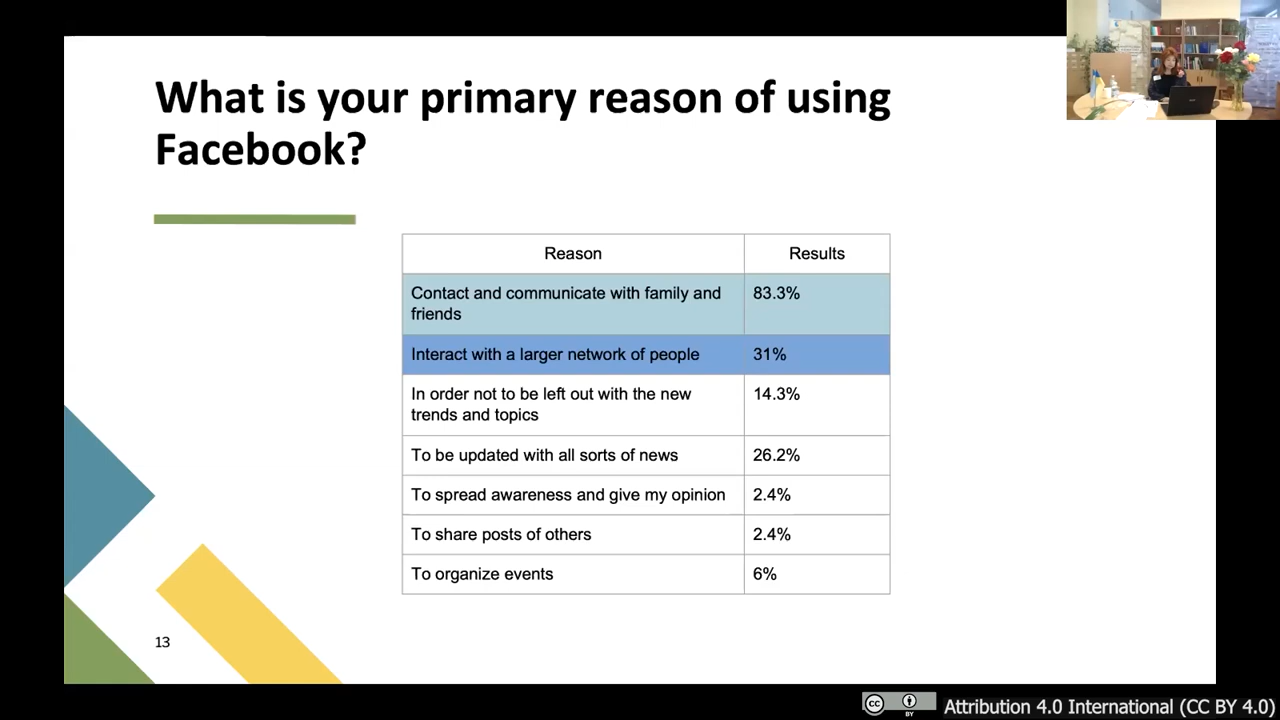 What is your primary reason of using
Facebook?
Reason Results
Contact and communicate with family and 83.3%
friends
Interact with a larger network of people 31%
In order not to be left out with the new 14.3%
trends and topics
To be updated with all sorts of news 26.2%
To spread awareness and give my opinion 2.4%
To share posts of others 2.4%
To organize events 6%
13
cc BY Attribution 4.0 International (CC BY 4.0)